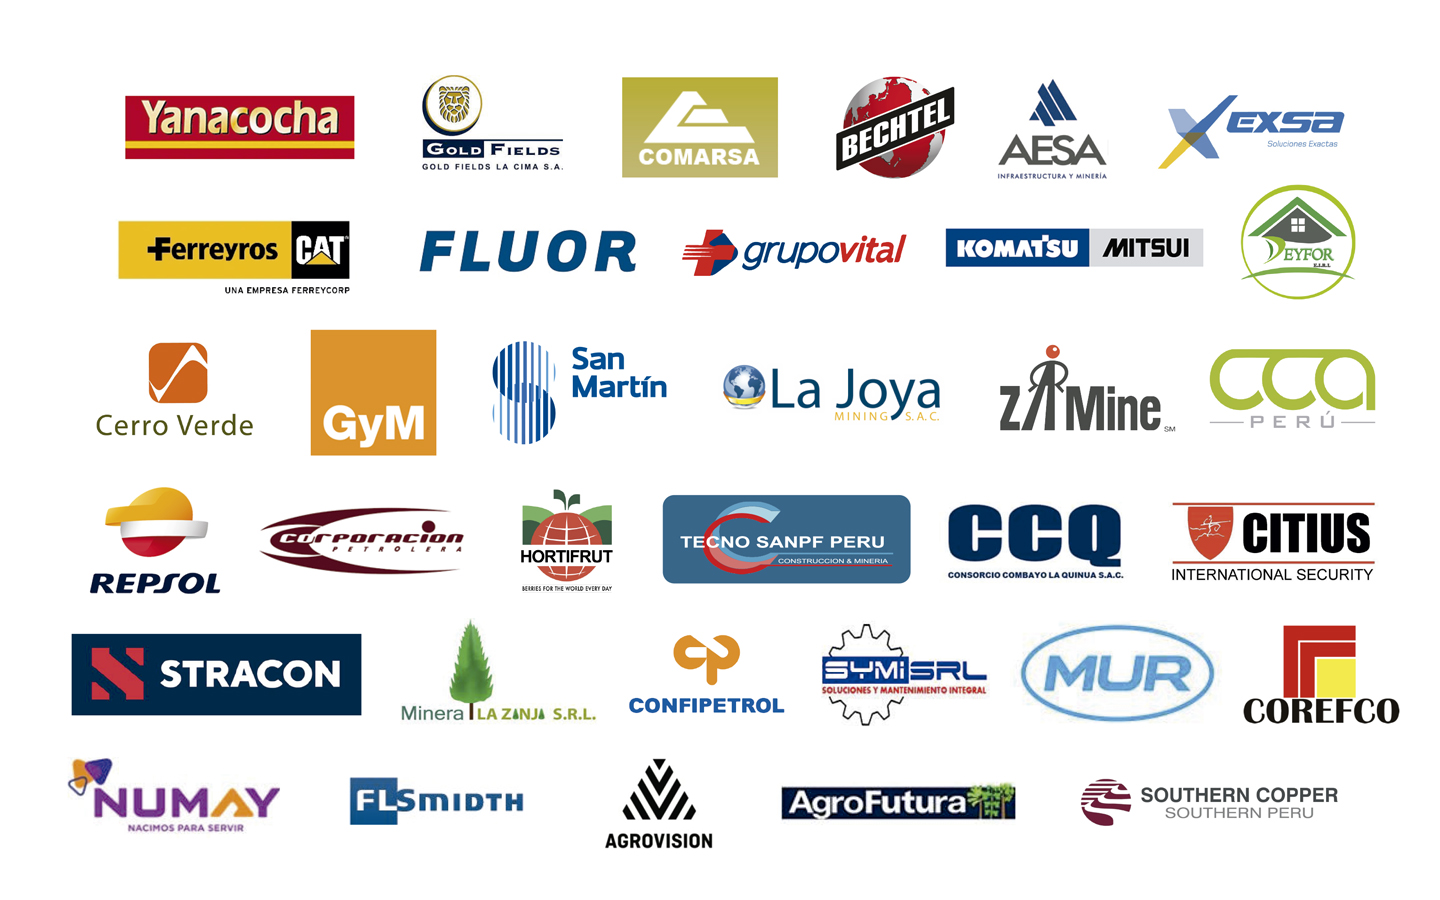 Yanacocha
GOLD FIELDS
GOLD FIELDS LA CIMA S.A.
COMARSA
BECHTEL
AESA
INFRAESTRUCTURA Y MINERÍA
EXSA
Soluciones Exactas
Ferreyros CAT
UNA EMPRESA FERREYCORP
FLUOR
grupovital
KOMATSU MITSUI
DEYFOR
E.I.R.L
Cerro Verde
GyM
San
Martín
La Joya
MINING S.A.C.
ZAMine
SM
cca
PERÚ
REPSOL
Corporacion
PETROLERA
HORTIFRUT
BERRIES FOR THE WORLD EVERY DAY
TECNO SANPF PERU
CONSTRUCCION & MINERIA
CCQ
CONSORCIO COMBAYO LA QUINUA S.A.C.
CITIUS
INTERNATIONAL SECURITY
STRACON
Minera LA ZANJA S.R.L.
cp
CONFIPETROL
SYMI SRL
SOLUCIONES Y MANTENIMIENTO INTEGRAL
MUR
COREFCO
NUMAY
NACIMOS PARA SERVIR
FLSMIDTH
AGROVISION
AgroFutura
SOUTHERN COPPER
SOUTHERN PERU